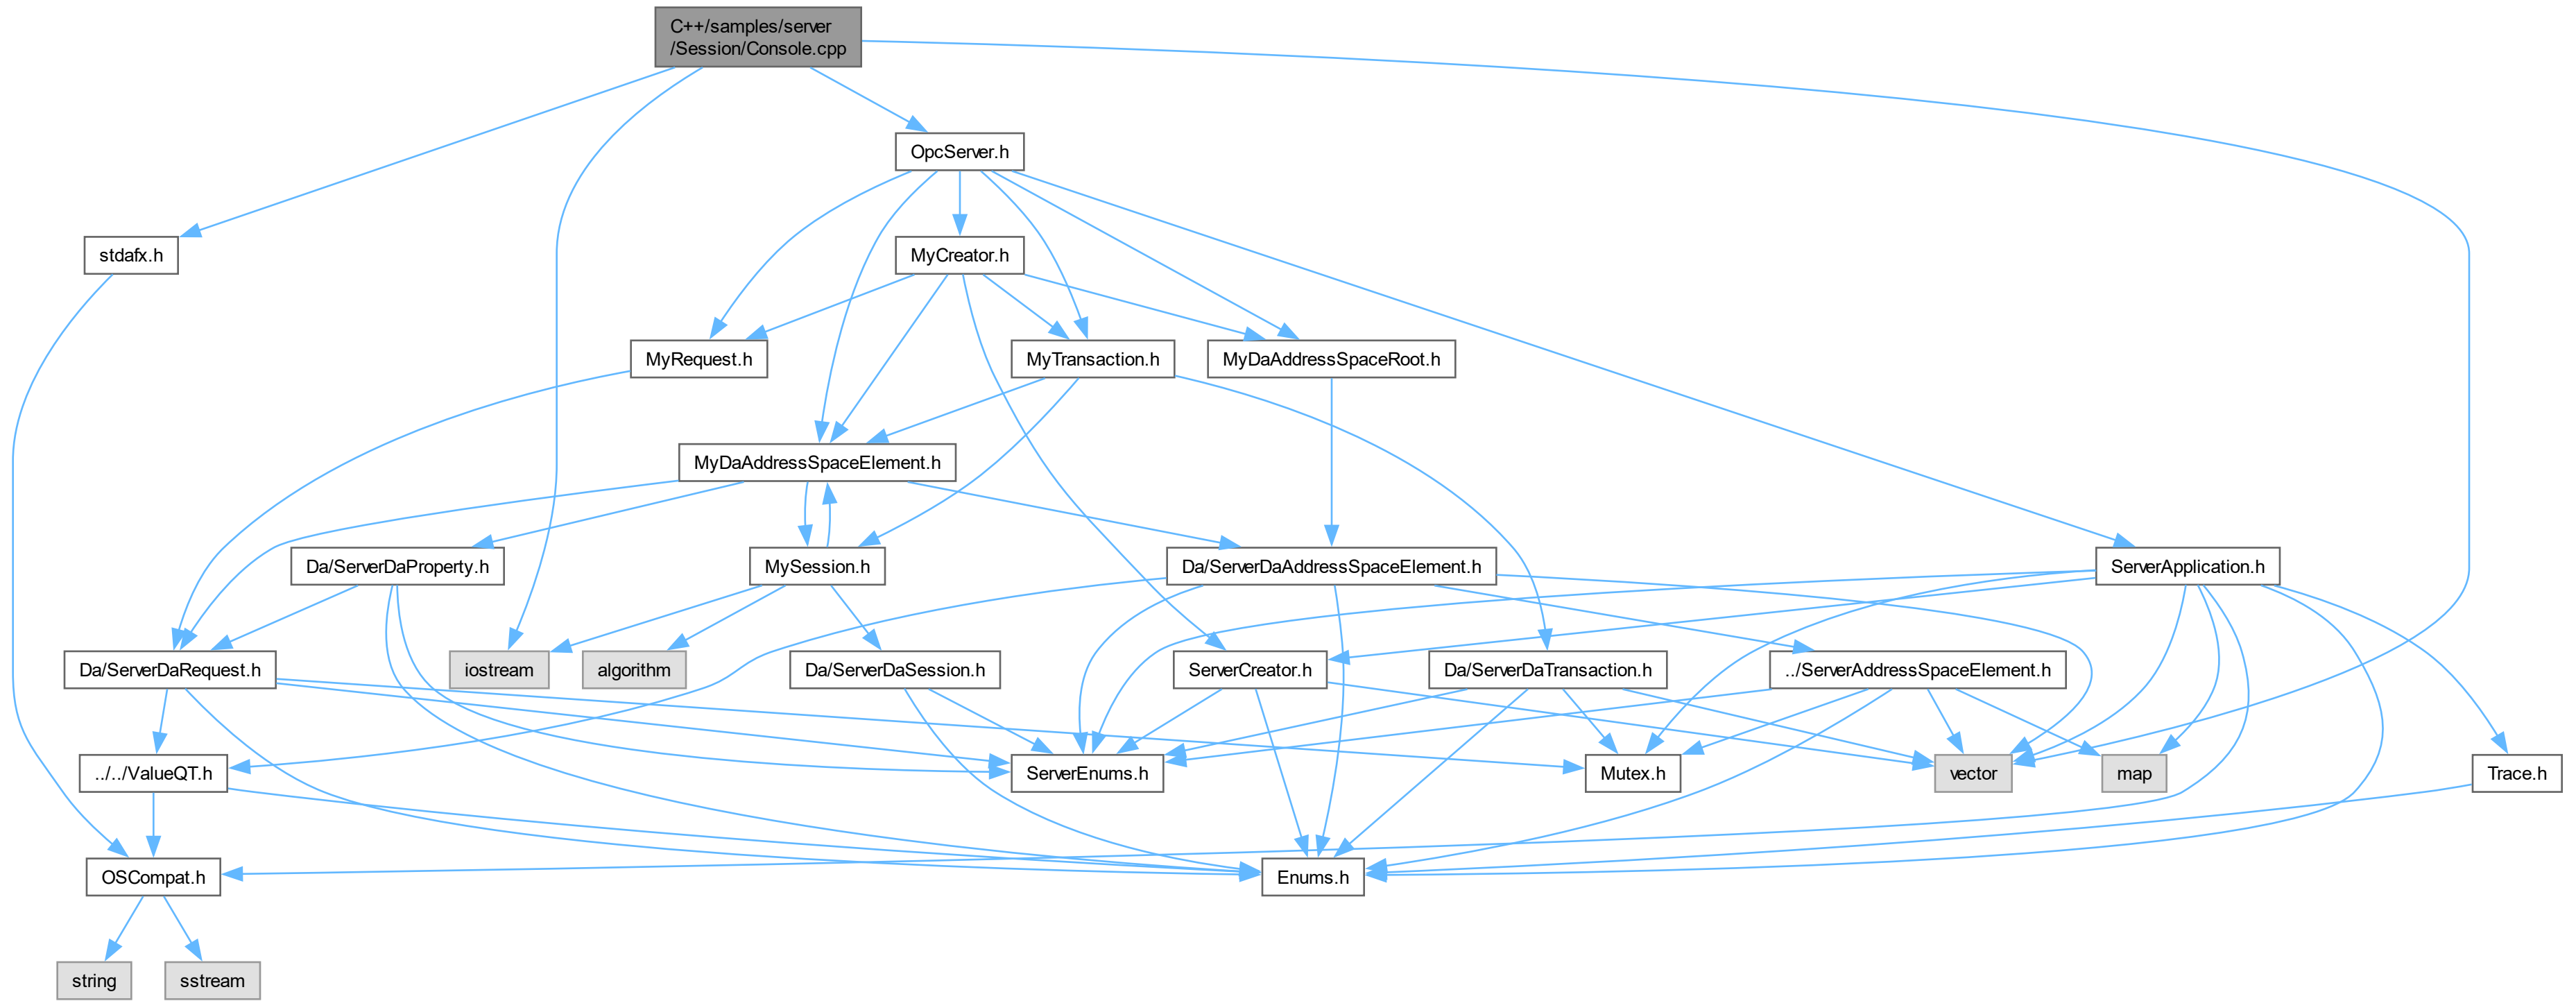 C++/samples/server
/Session/Console.cpp
OpcServer.h
stdafx.h
MyCreator.h
MyRequest.h
MyTransaction.h
MyDaAddressSpaceRoot.h
MyDaAddressSpaceElement.h
Da/ServerDaProperty.h
MySession.h
Da/ServerDaAddressSpaceElement.h
ServerApplication.h
Da/ServerDaRequest.h
iostream
algorithm
Da/ServerDaSession.h
ServerCreator.h
Da/ServerDaTransaction.h
../ServerAddressSpaceElement.h
../../ValueQT.h
ServerEnums.h
Mutex.h
vector
map
Trace.h
OSCompat.h
Enums.h
string
sstream